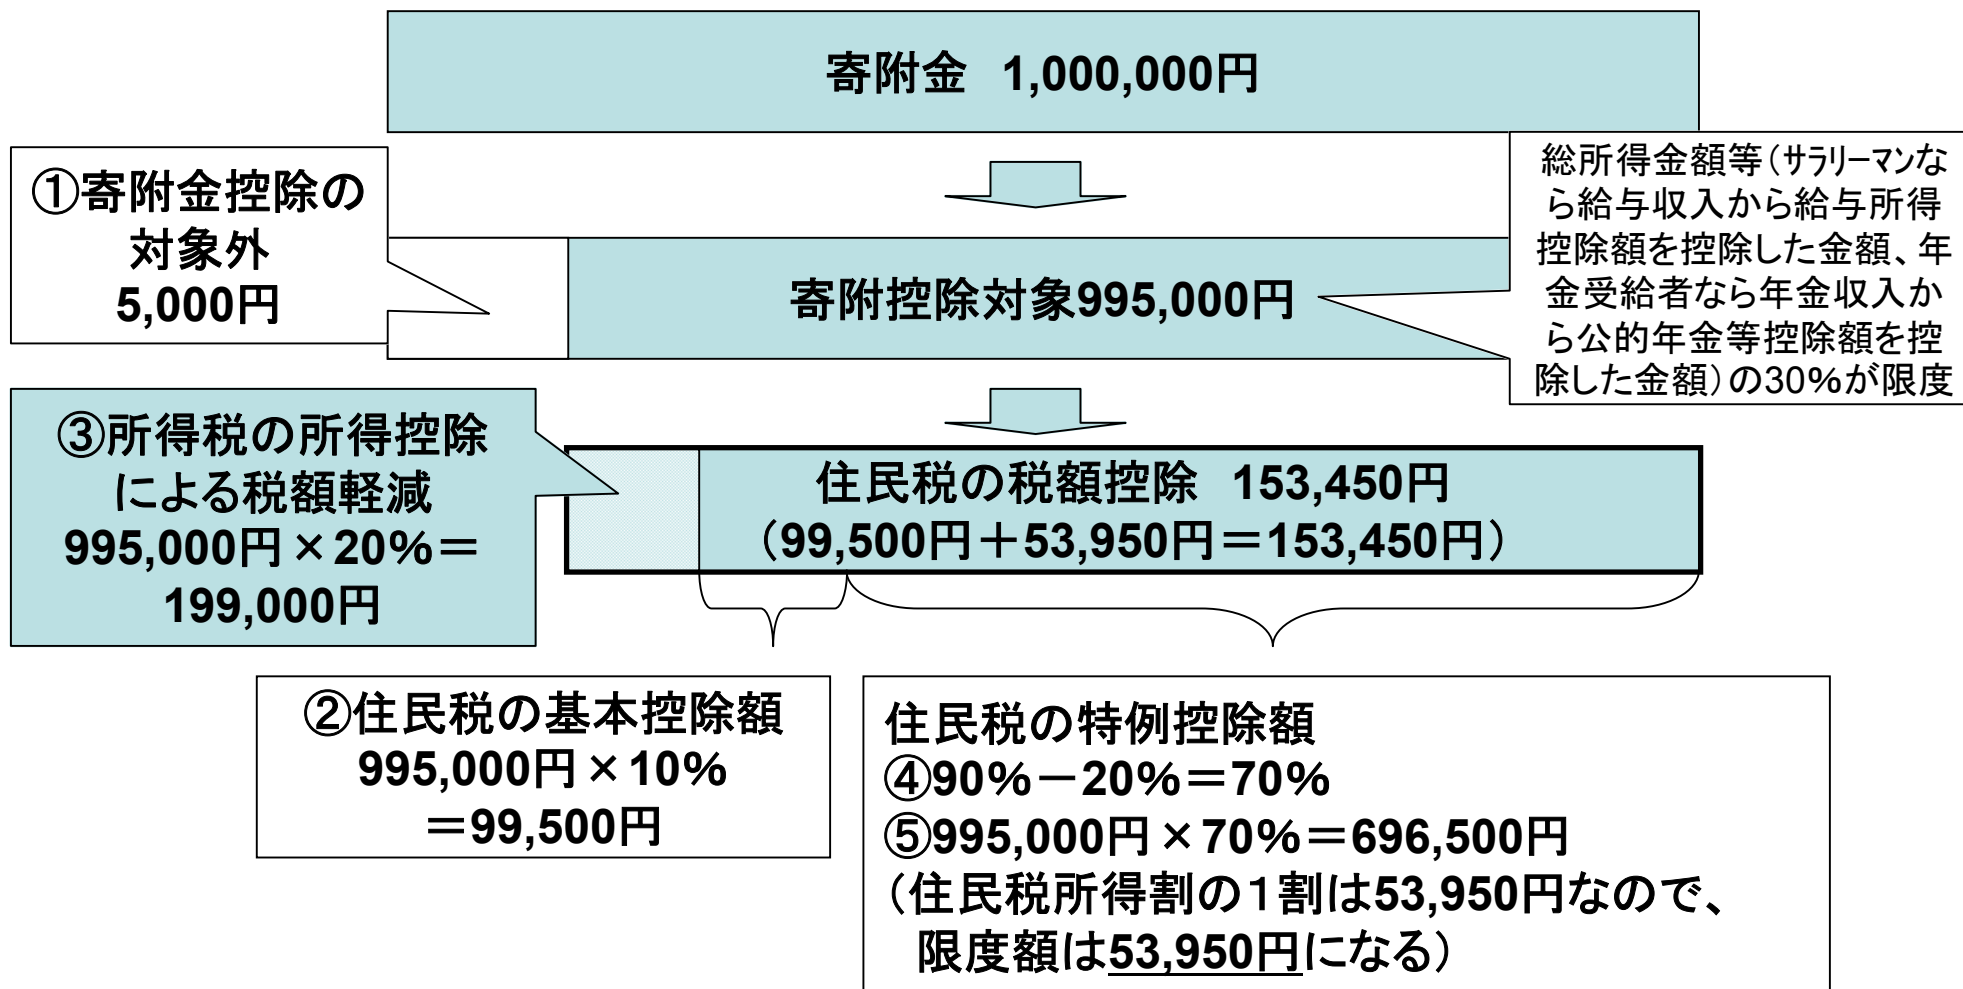 寄附金　1,000,000円
①寄附金控除の
対象外
5,000円
寄附控除対象995,000円
総所得金額等（サラリーマンな
ら給与収入から給与所得
控除額を控除した金額、年
金受給者なら年金収入か
ら公的年金等控除額を控
除した金額）の30％が限度
③所得税の所得控除
による税額軽減
995,000円×20％＝
199,000円
住民税の税額控除　153,450円
（99,500円＋53,950円＝153,450円）
②住民税の基本控除額
995,000円×10％
＝99,500円
住民税の特例控除額
④90％－20％＝70％
⑤995,000円×70％＝696,500円
（住民税所得割の１割は53,950円なので、
限度額は53,950円になる）